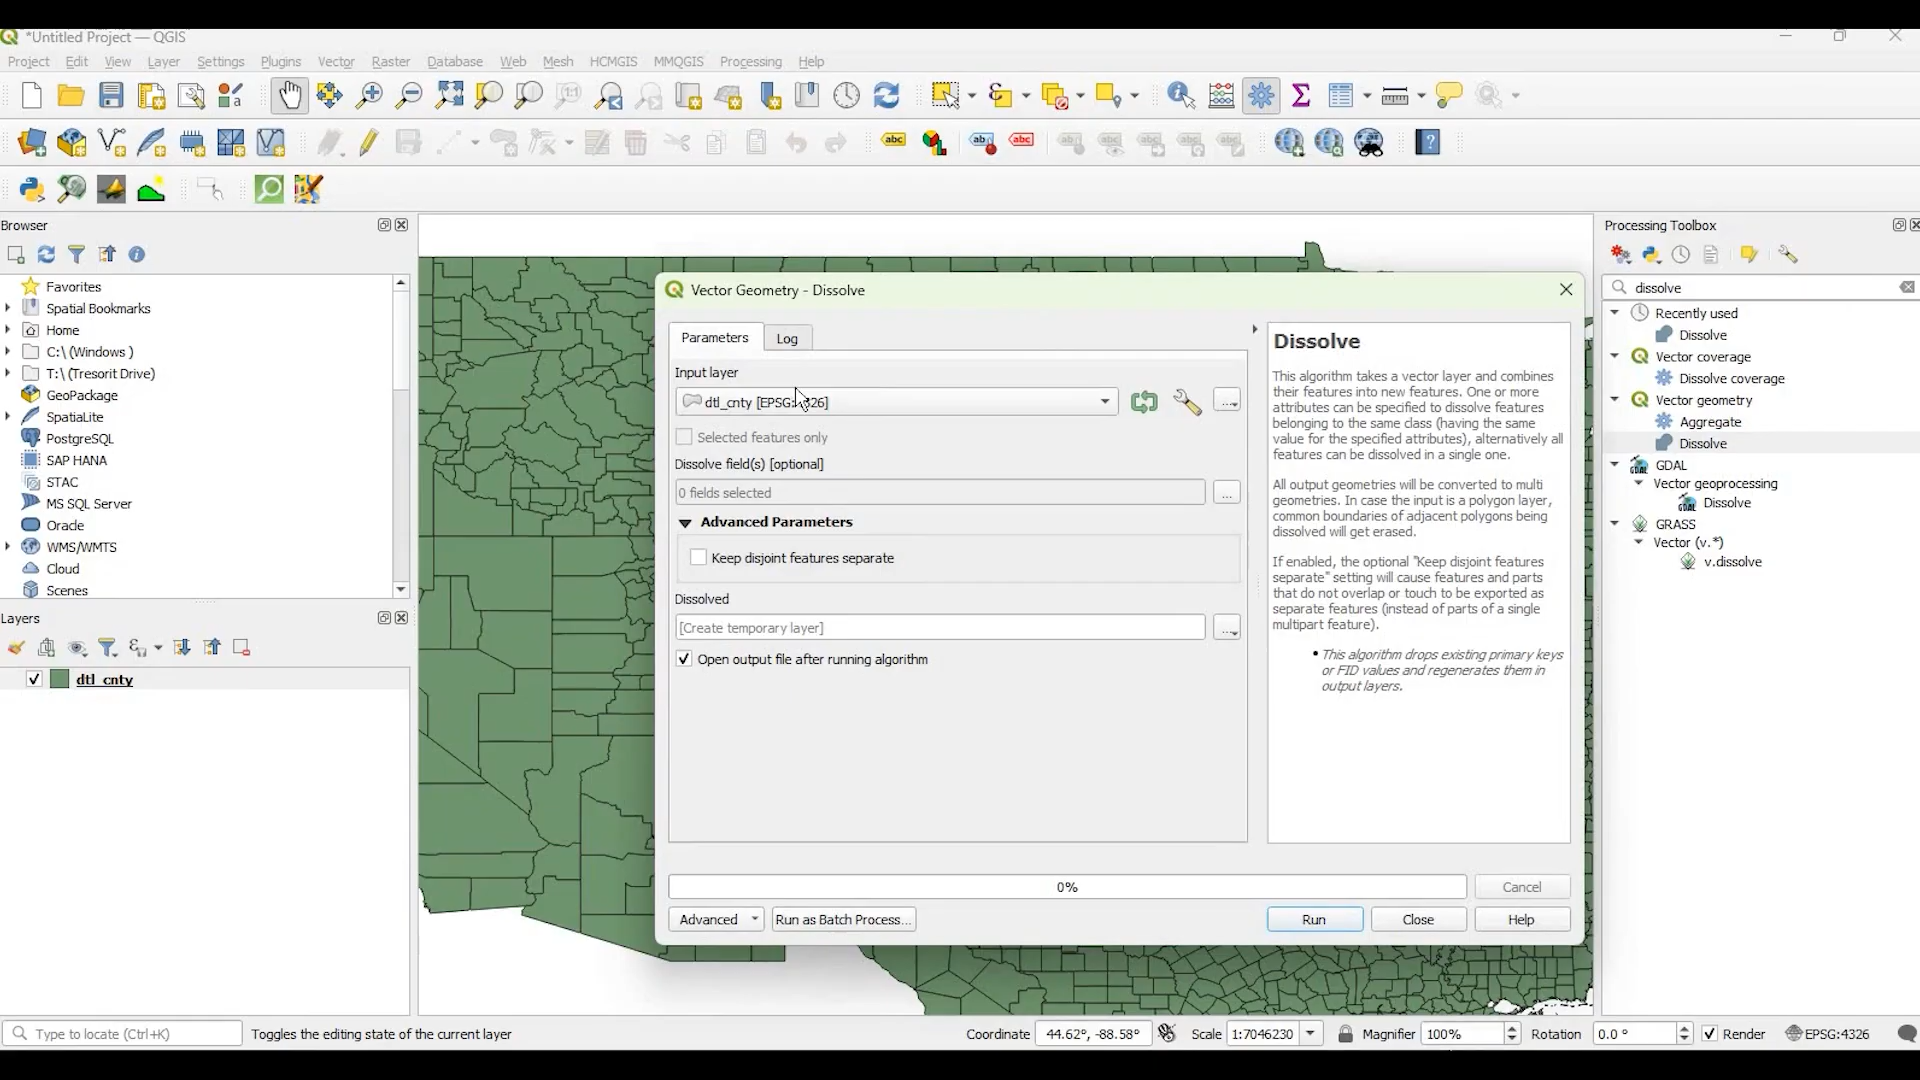 *Untitled Project — QGIS
Project Edit View Layer Settings Plugins Vector Raster Database Web Mesh HCMGIS MMQGIS Processing Help
Browser
Favorites
Spatial Bookmarks
Home
C:\ (Windows )
T:\ (Tresorit Drive)
GeoPackage
SpatiaLite
PostgreSQL
SAP HANA
STAC
MS SQL Server
Oracle
WMS/WMTS
Cloud
Scenes
Layers
dtl_cnty
Vector Geometry - Dissolve
Parameters
Log
Input layer
dtl_cnty [EPSG:4326]
Selected features only
Dissolve field(s) [optional]
0 fields selected
...
Advanced Parameters
Keep disjoint features separate
Dissolved
[Create temporary layer]
Open output file after running algorithm
Dissolve
This algorithm takes a vector layer and combines
their features into new features. One or more
attributes can be specified to dissolve features
belonging to the same class (having the same
value for the specified attributes), alternatively all
features can be dissolved in a single one.
All output geometries will be converted to multi
geometries. In case the input is a polygon layer,
common boundaries of adjacent polygons being
dissolved will get erased.
If enabled, the optional "Keep disjoint features
separate" setting will cause features and parts
that do not overlap or touch to be exported as
separate features (instead of parts of a single
multipart feature).
• This algorithm drops existing primary keys
or FID values and regenerates them in
output layers.
0%
Cancel
Advanced
Run as Batch Process...
Run
Close
Help
Processing Toolbox
dissolve
Recently used
Dissolve
Vector coverage
Dissolve coverage
Vector geometry
Aggregate
Dissolve
GDAL
Vector geoprocessing
Dissolve
GRASS
Vector (v.*)
v.dissolve
Type to locate (Ctrl+K)
Toggles the editing state of the current layer
Coordinate 44.62°, -88.58° Scale 1:7046230 Magnifier 100% Rotation 0.0 ° Render EPSG:4326